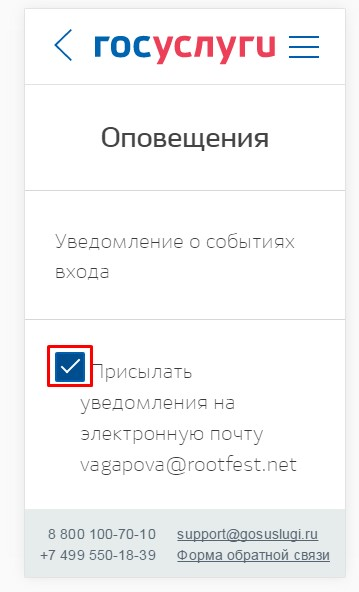 госуслуги
Оповещения
Уведомление о событиях
входа
Присылать
уведомления на
электронную почту
vagapova@rootfest.net
8 800 100-70-10 support@gosuslugi.ru
+7 499 550-18-39 Форма обратной связи